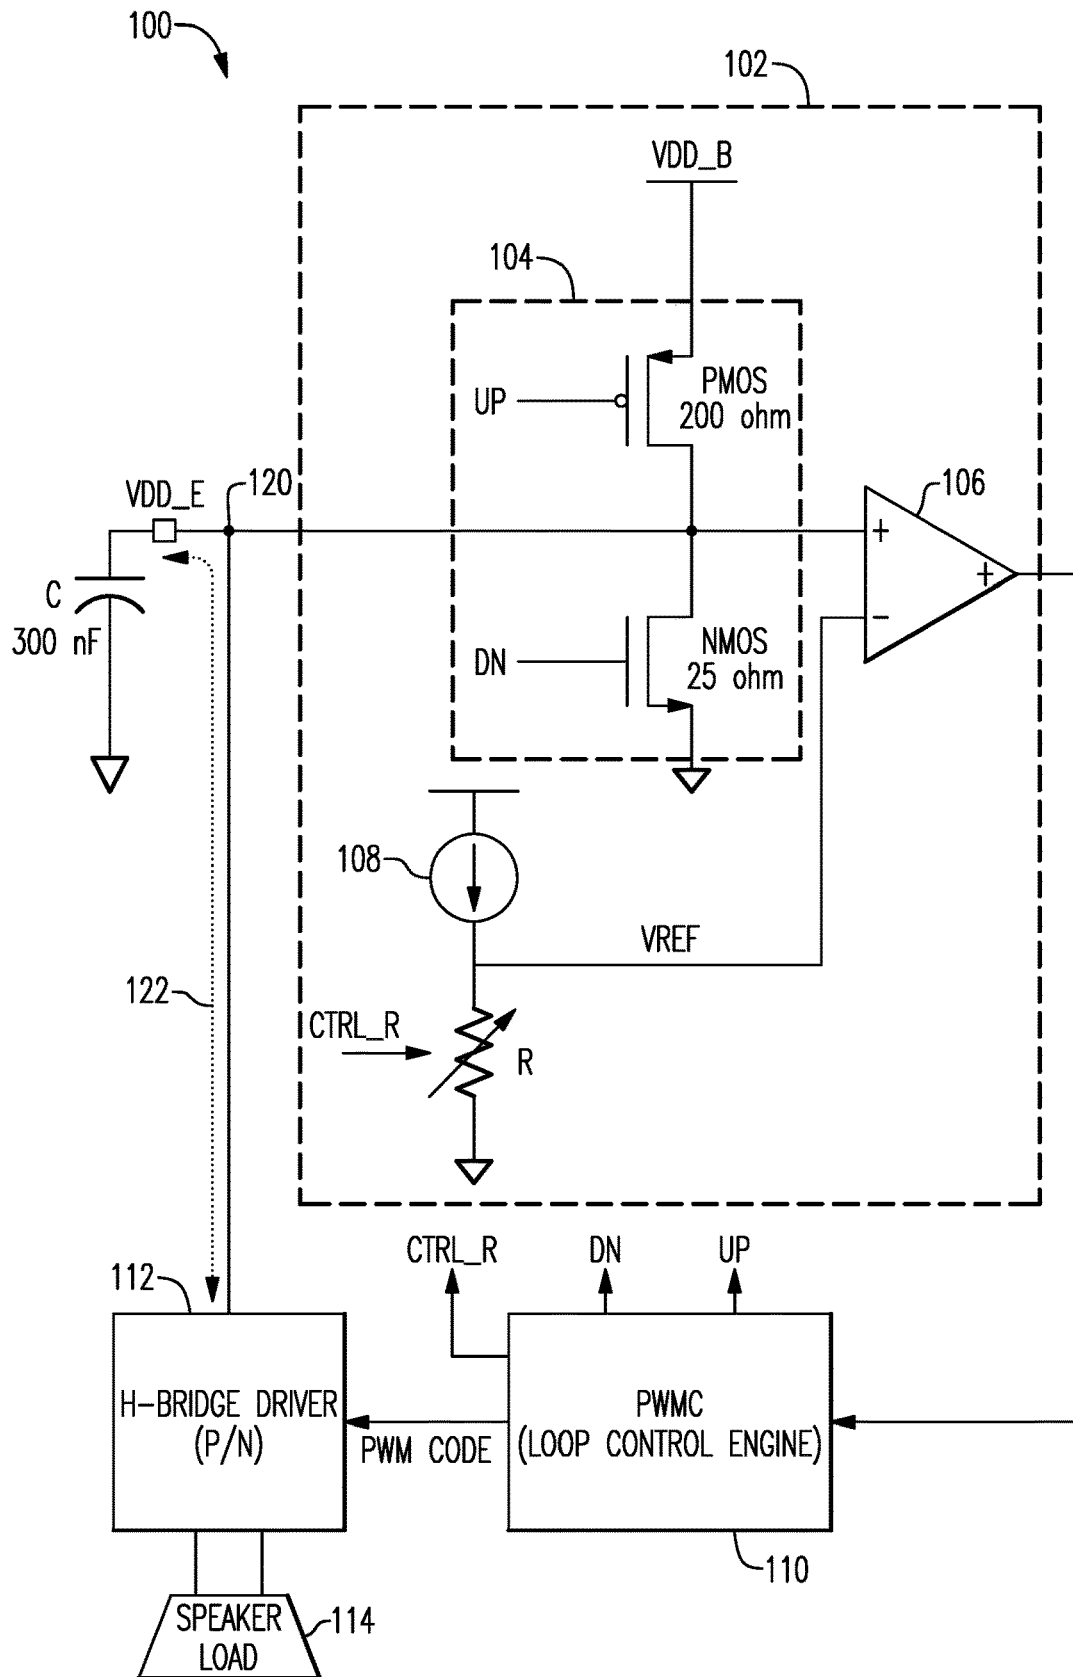 100
102
VDD_B
104
UP
PMOS
200 ohm
VDD_E
120
106
+
+
-
C
300 nF
DN
NMOS
25 ohm
108
VREF
122
CTRL_R
R
CTRL_R
DN
UP
112
H-BRIDGE DRIVER
(P/N)
PWM CODE
PWMC
(LOOP CONTROL ENGINE)
110
SPEAKER
LOAD
114